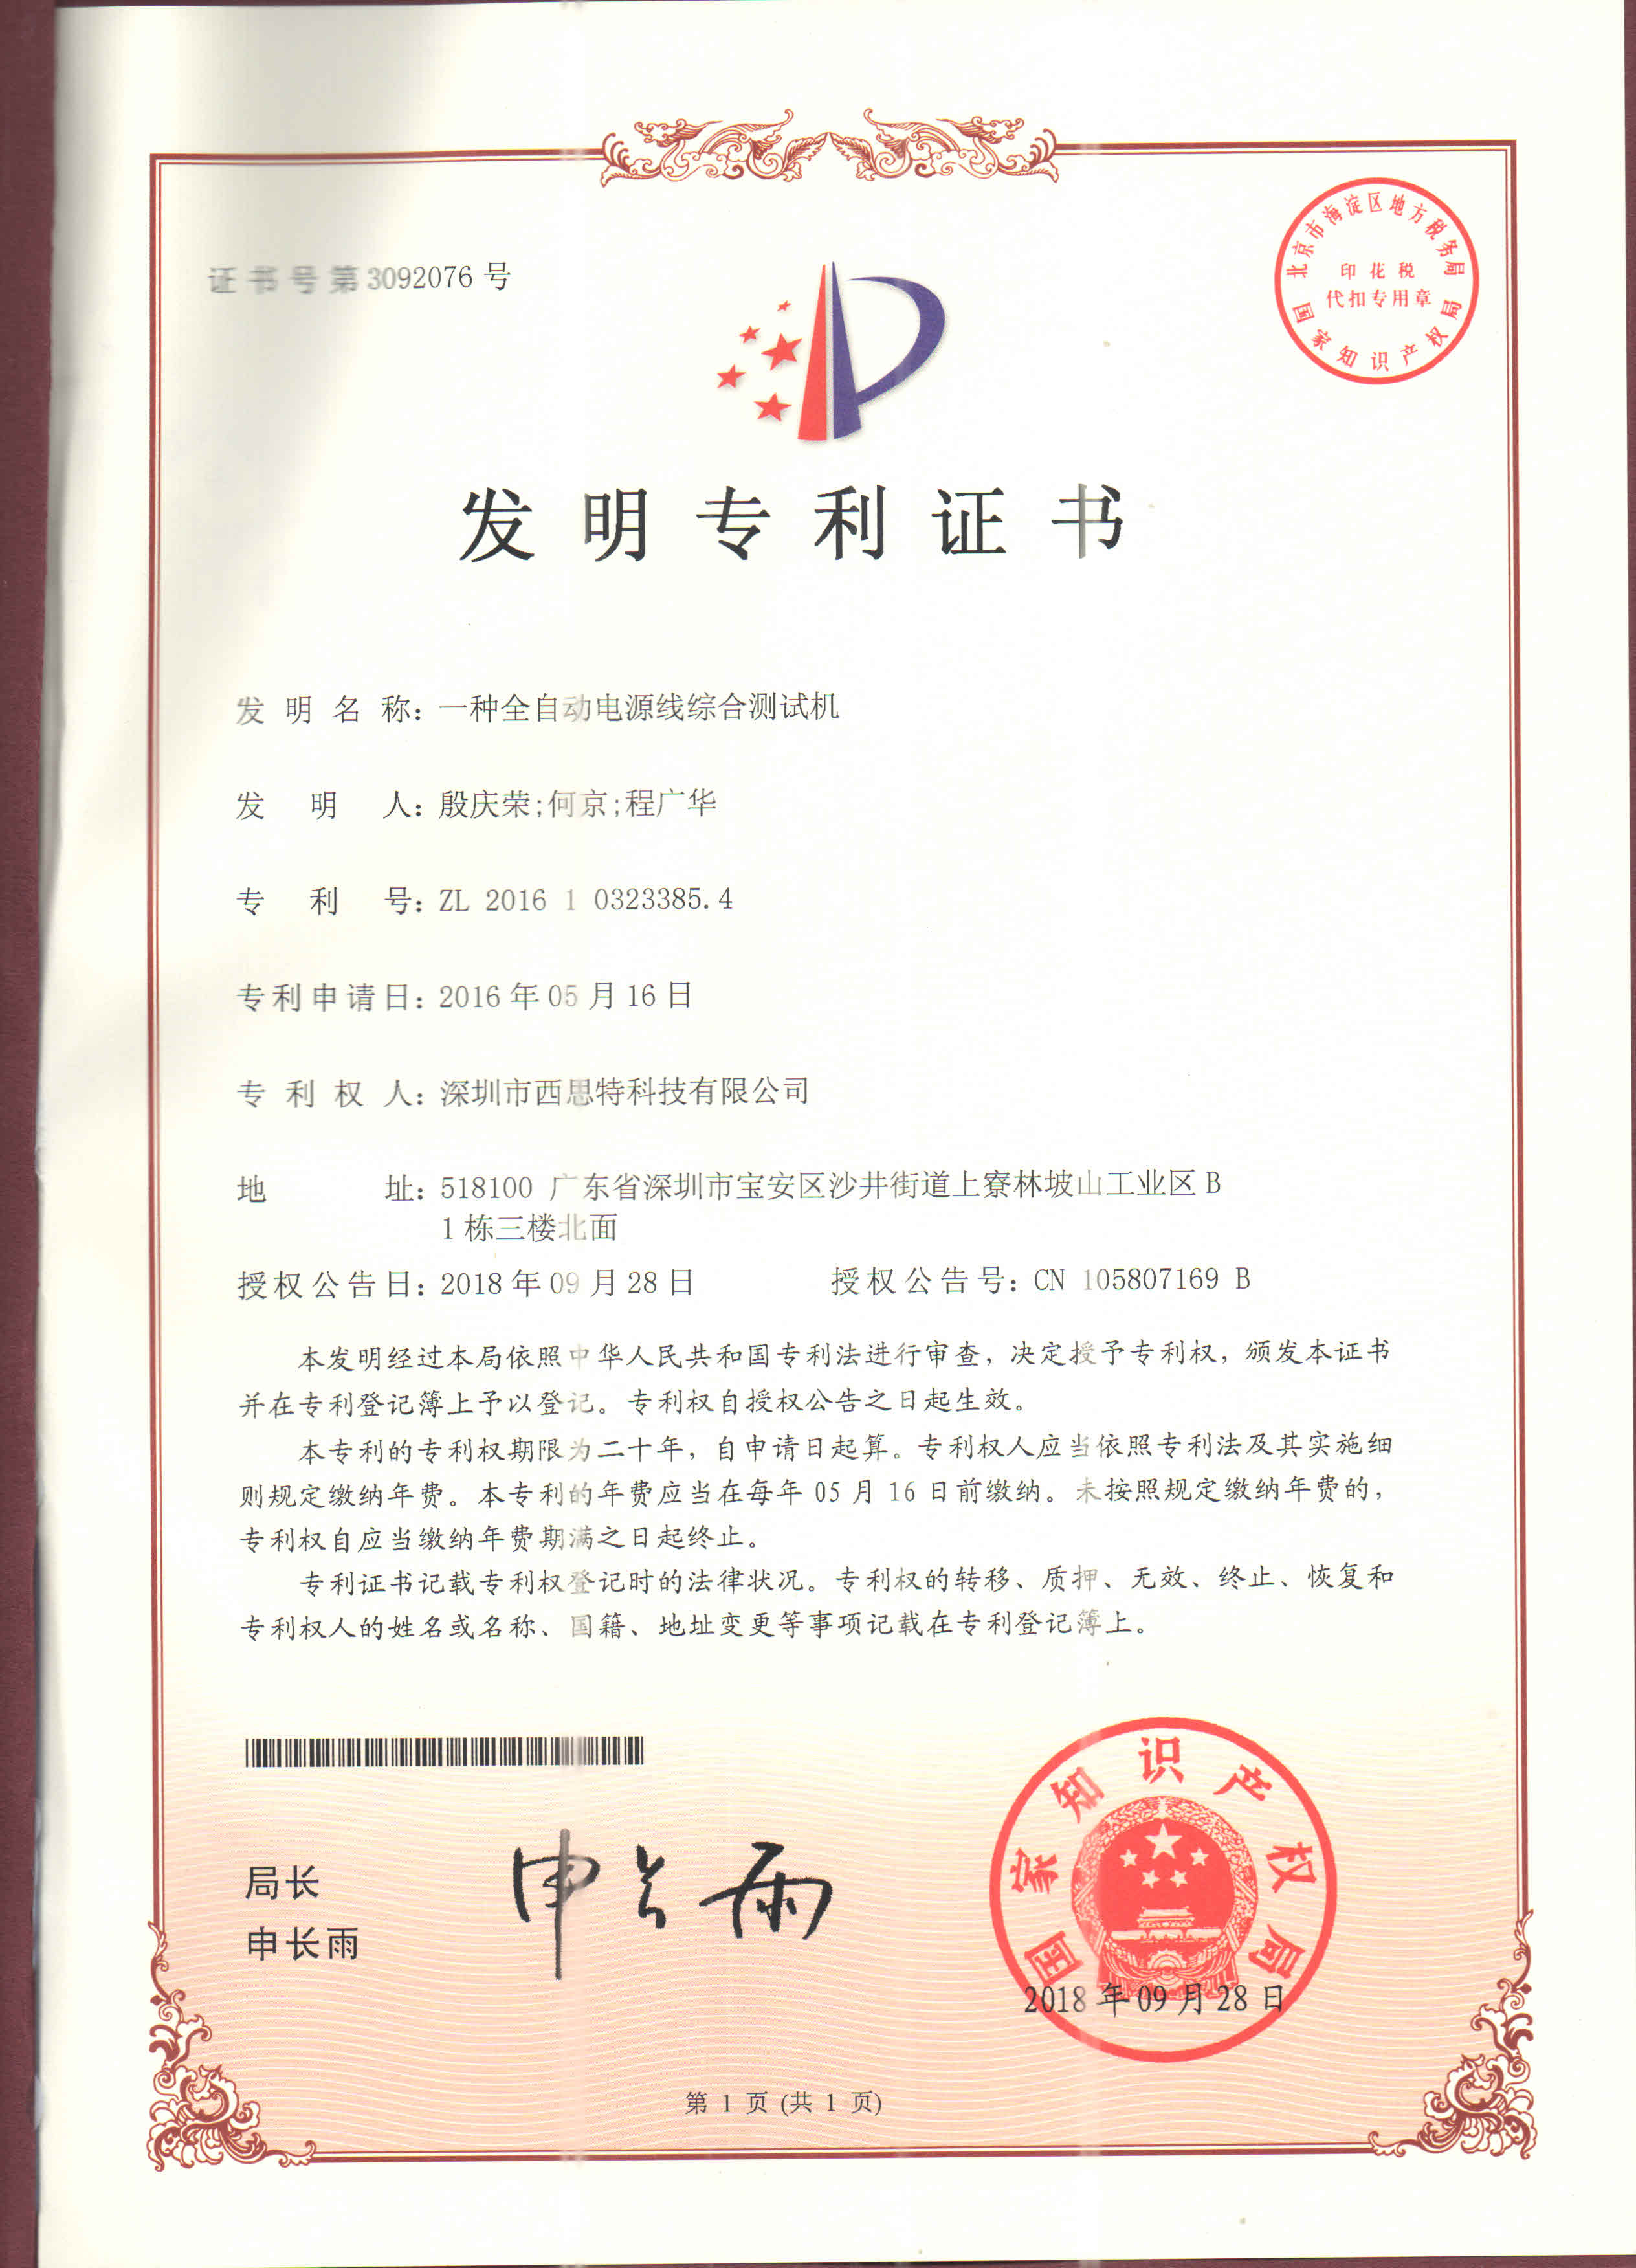 证书号第3092076号
北京市海淀区地方税务局
印花税
代扣专用章
国家知识产权局
发明专利证书
发明名称：一种全自动电源线综合测试机
发明人：殷庆荣;何京;程广华
专利号：ZL 2016 1 0323385.4
专利申请日：2016年05月16日
专利权人：深圳市西思特科技有限公司
地址：518100 广东省深圳市宝安区沙井街道上寮林坡山工业区B
1栋三楼北面
授权公告日：2018年09月28日 授权公告号：CN 105807169 B
本发明经过本局依照中华人民共和国专利法进行审查，决定授予专利权，颁发本证书
并在专利登记簿上予以登记。专利权自授权公告之日起生效。
本专利的专利权期限为二十年，自申请日起算。专利权人应当依照专利法及其实施细
则规定缴纳年费。本专利的年费应当在每年05月16日前缴纳。未按照规定缴纳年费的，
专利权自应当缴纳年费期满之日起终止。
专利证书记载专利权登记时的法律状况。专利权的转移、质押、无效、终止、恢复和
专利权人的姓名或名称、国籍、地址变更等事项记载在专利登记簿上。
局长
申长雨
申长雨
国家知识产权局
2018年09月28日
第 1 页 (共 1 页)